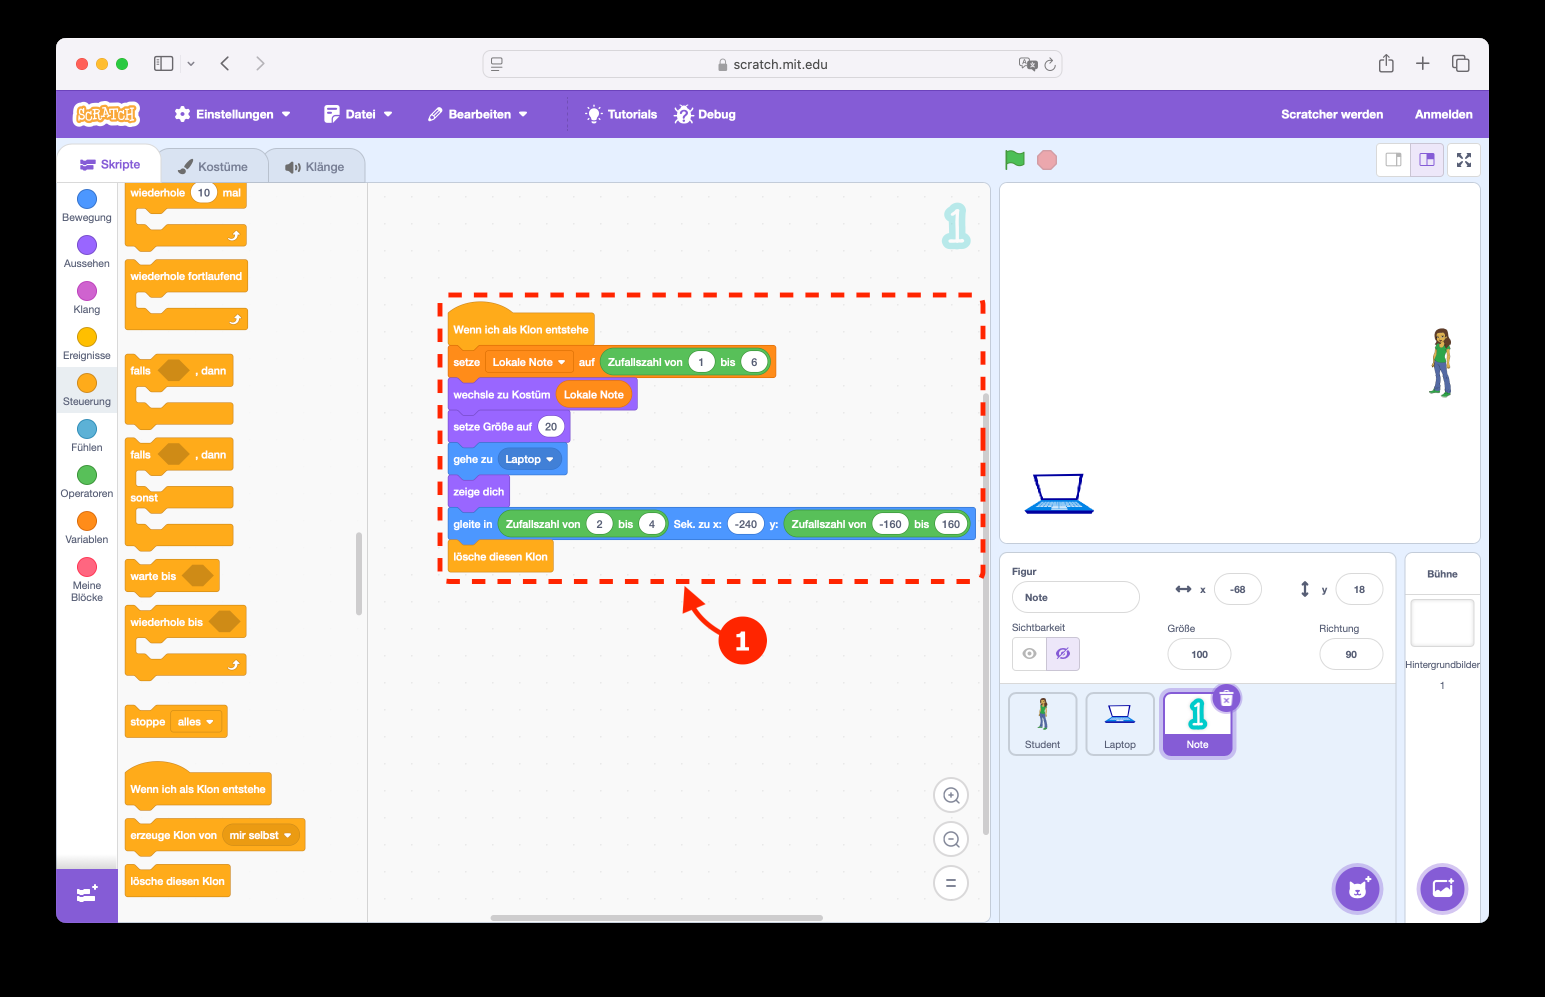 scratch.mit.edu
SCRATCH
Einstellungen
Datei
Bearbeiten
Tutorials
Debug
Scratcher werden
Anmelden
Skripte
Kostüme
Klänge
Bewegung
Aussehen
Klang
Ereignisse
Steuerung
Fühlen
Operatoren
Variablen
Meine
Blöcke
wiederhole 10 mal
wiederhole fortlaufend
falls , dann
falls , dann
sonst
warte bis
wiederhole bis
stoppe alles
Wenn ich als Klon entstehe
erzeuge Klon von mir selbst
lösche diesen Klon
1
Wenn ich als Klon entstehe
setze Lokale Note auf Zufallszahl von 1 bis 6
wechsle zu Kostüm Lokale Note
setze Größe auf 20
gehe zu Laptop
zeige dich
gleite in Zufallszahl von 2 bis 4 Sek. zu x: -240 y: Zufallszahl von -160 bis 160
lösche diesen Klon
1
Figur
Note
x -68
y 18
Sichtbarkeit
Größe
100
Richtung
90
Student
Laptop
1
Note
Bühne
Hintergrundbilder
1